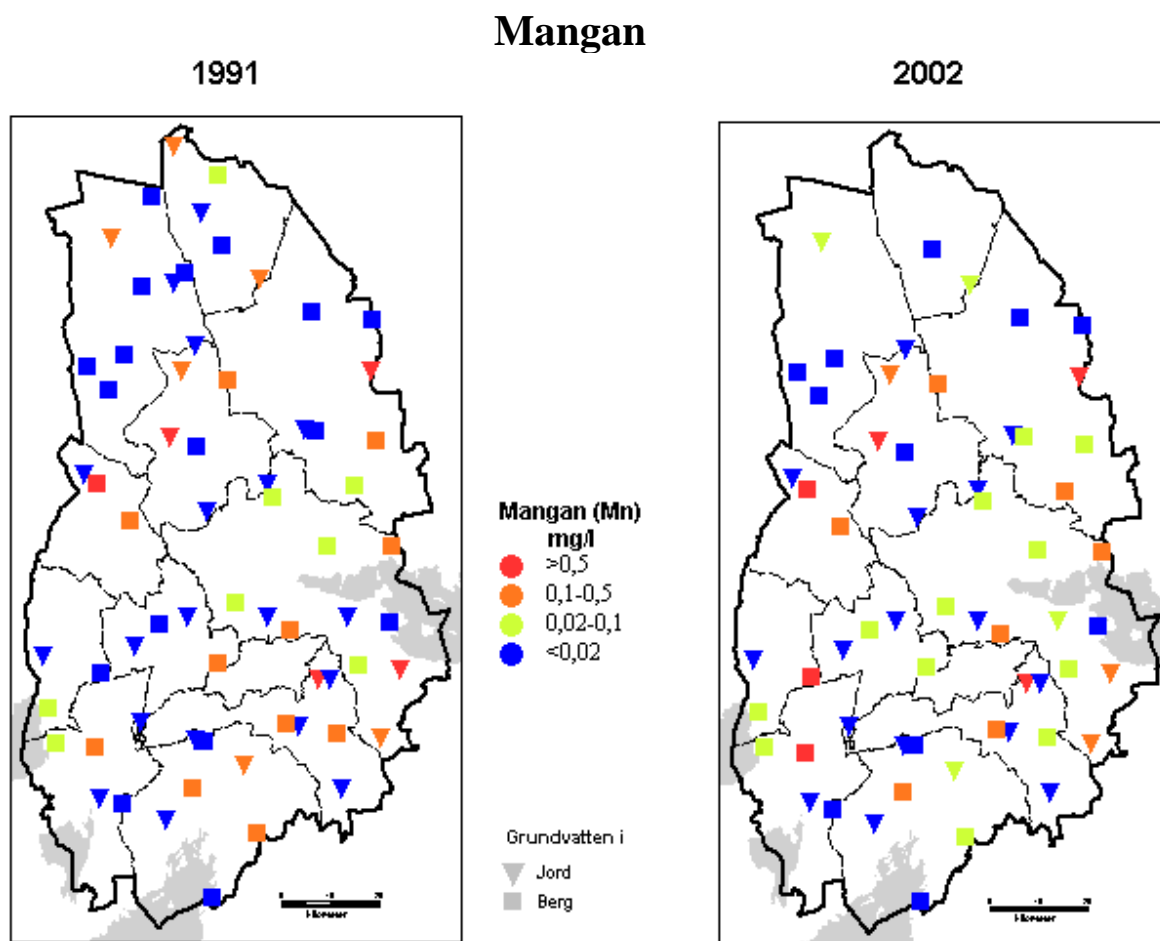 Mangan
1991
2002
Mangan (Mn)
mg/l
>0,5
0,1-0,5
0,02-0,1
<0,02
Grundvatten i
Jord
Berg